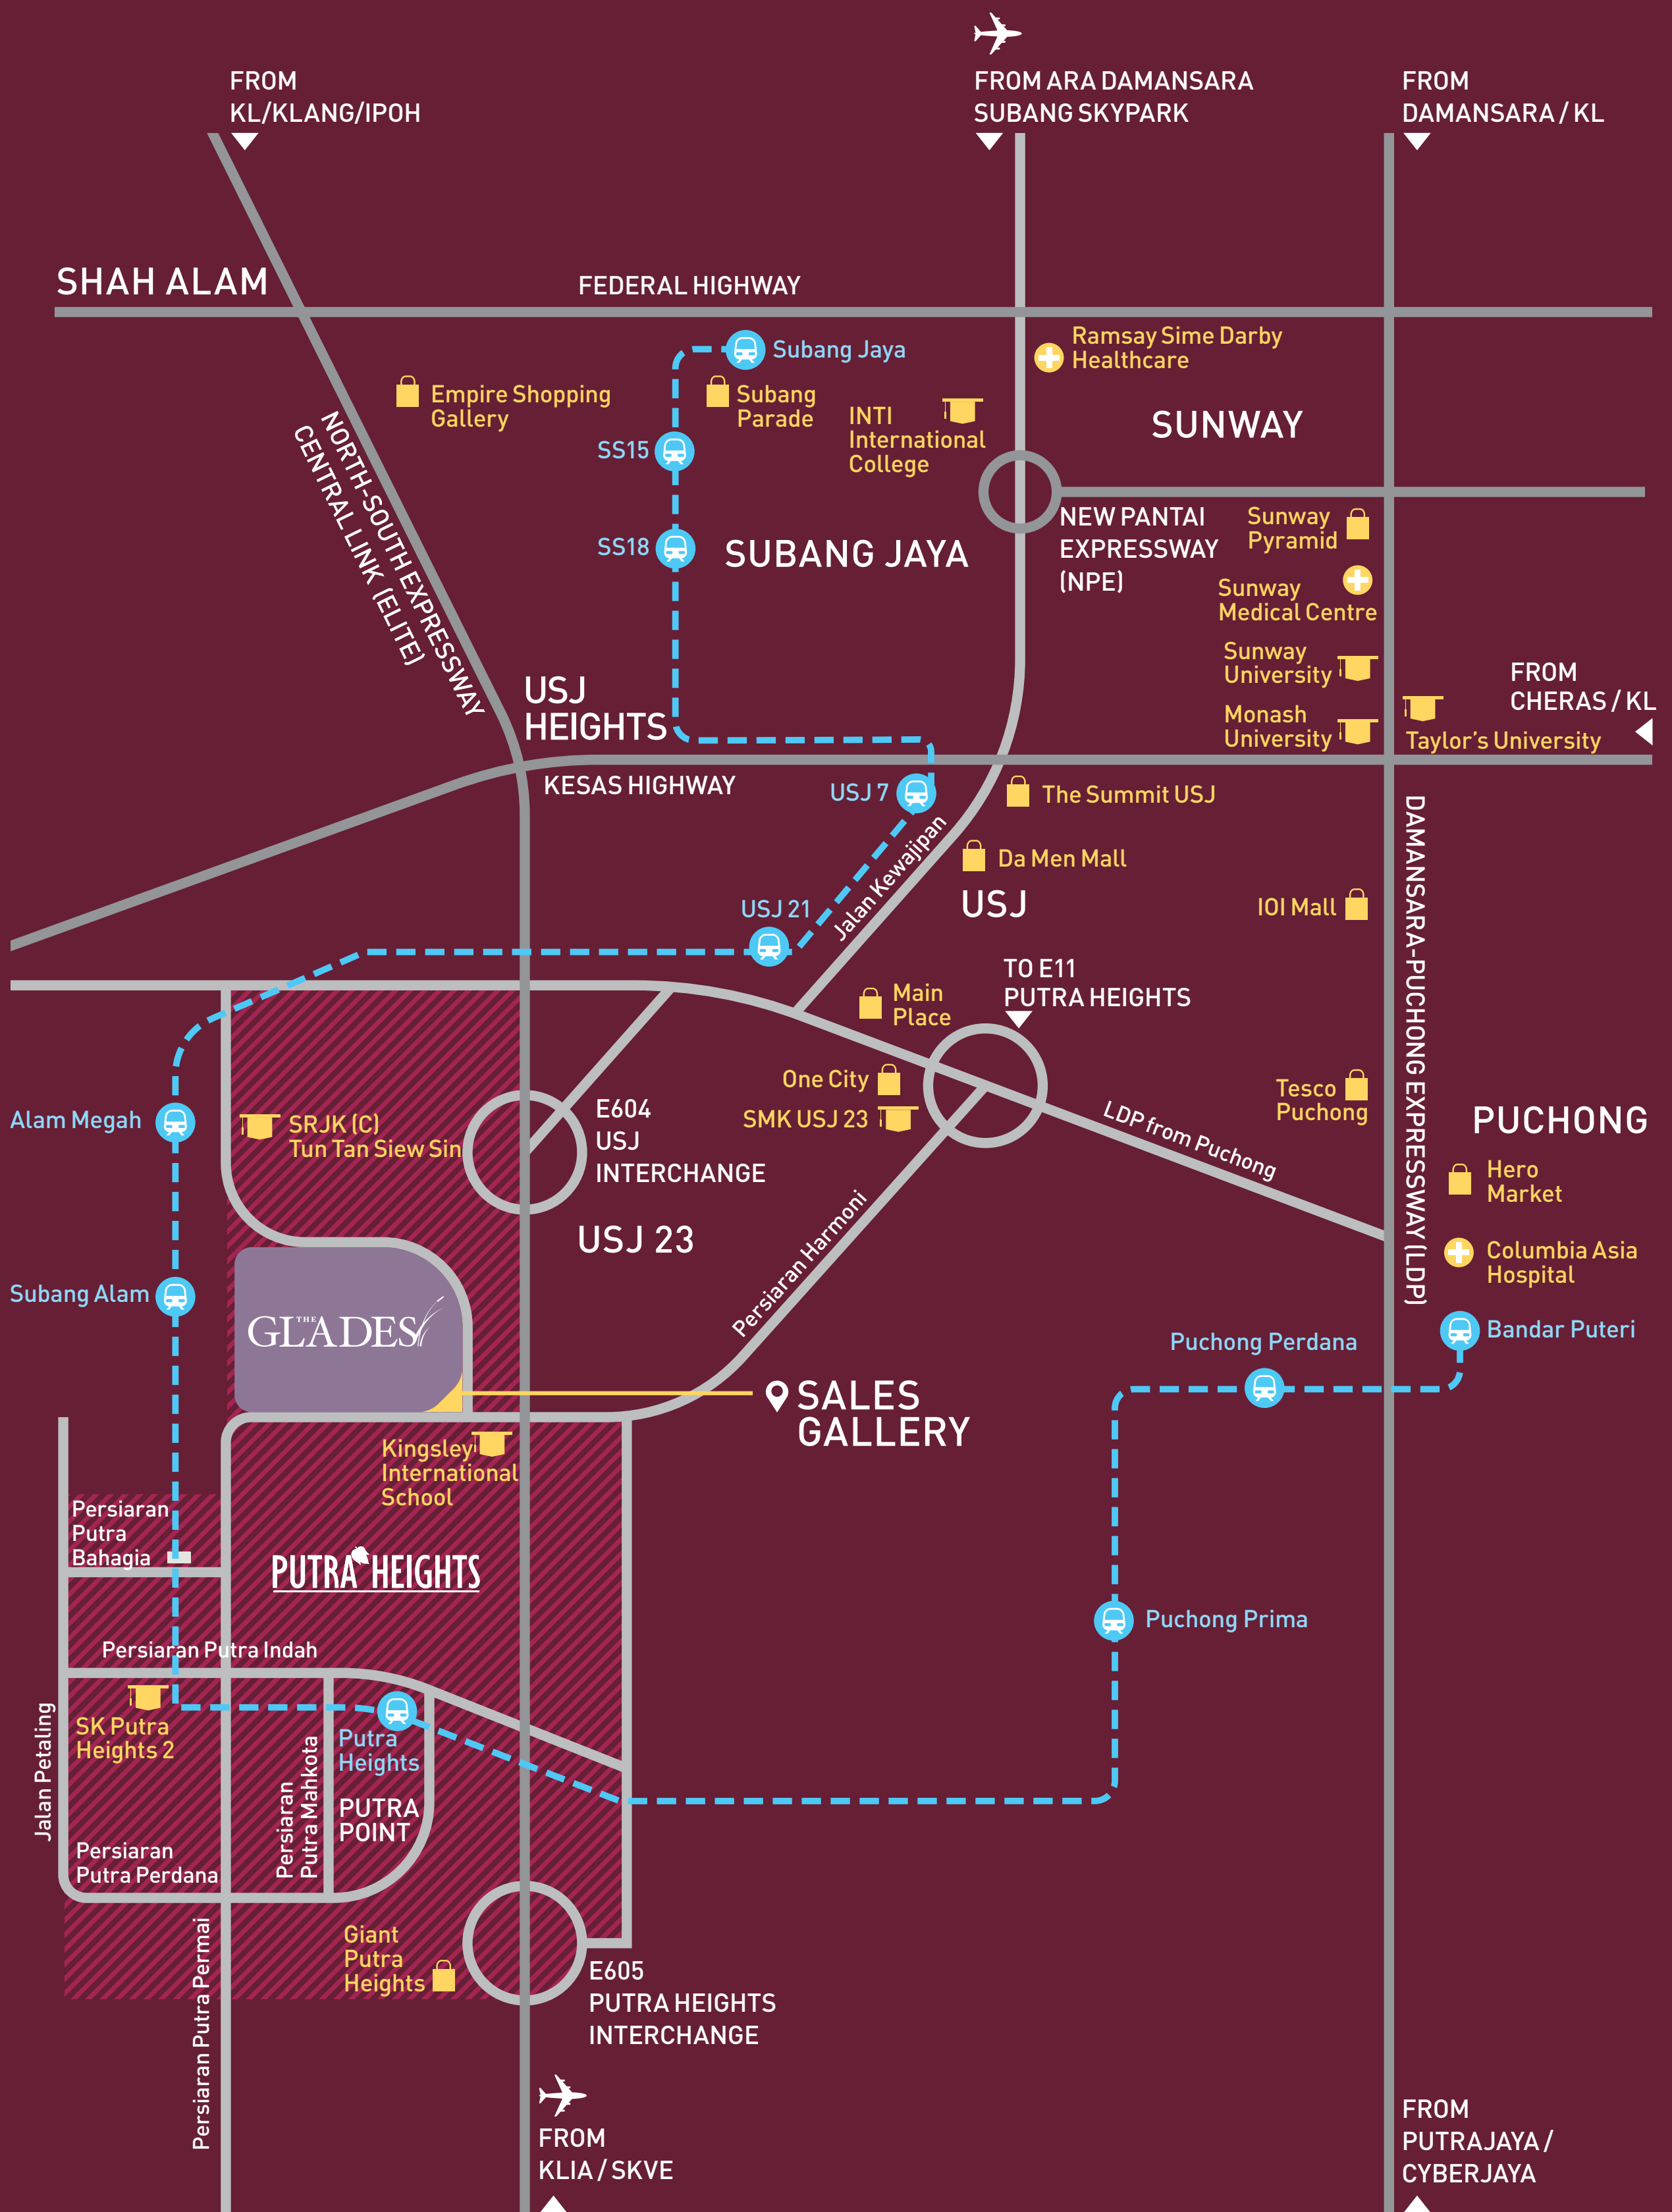 FROM
KL/KLANG/IPOH
FROM ARA DAMANSARA
SUBANG SKYPARK
FROM
DAMANSARA / KL
SHAH ALAM
FEDERAL HIGHWAY
Subang Jaya
Ramsay Sime Darby
Healthcare
Empire Shopping
Gallery
Subang
Parade
INTI
International
College
SUNWAY
SS15
NORTH-SOUTH EXPRESSWAY
CENTRAL LINK (ELITE)
SS18
SUBANG JAYA
NEW PANTAI
EXPRESSWAY
(NPE)
Sunway
Pyramid
Sunway
Medical Centre
Sunway
University
FROM
CHERAS / KL
USJ
HEIGHTS
Monash
University
Taylor's University
KESAS HIGHWAY
USJ 7
The Summit USJ
Jalan Kewajipan
Da Men Mall
USJ
USJ 21
IOI Mall
DAMANSARA-PUCHONG EXPRESSWAY (LDP)
TO E11
PUTRA HEIGHTS
Main
Place
One City
SMK USJ 23
LDP from Puchong
Tesco
Puchong
PUCHONG
Alam Megah
SRJK (C)
Tun Tan Siew Sin
E604
USJ
INTERCHANGE
Hero
Market
USJ 23
Persiaran Harmoni
Columbia Asia
Hospital
Subang Alam
THE
GLADES
Bandar Puteri
Puchong Perdana
SALES
GALLERY
Kingsley
International
School
Persiaran
Putra
Bahagia
PUTRA HEIGHTS
Puchong Prima
Persiaran Putra Indah
SK Putra
Heights 2
Jalan Petaling
Persiaran
Putra Mahkota
Putra
Heights
PUTRA
POINT
Persiaran
Putra Perdana
Persiaran Putra Permai
Giant
Putra
Heights
E605
PUTRA HEIGHTS
INTERCHANGE
FROM
KLIA / SKVE
FROM
PUTRAJAYA /
CYBERJAYA